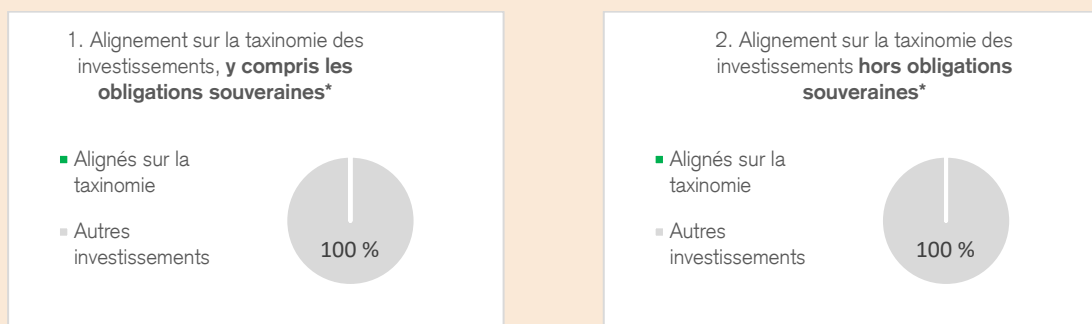 1. Alignement sur la taxinomie des
investissements, y compris les
obligations souveraines*
Alignés sur la
taxinomie
Autres
investissements
100 %
2. Alignement sur la taxinomie des
investissements hors obligations
souveraines*
Alignés sur la
taxinomie
Autres
investissements
100 %